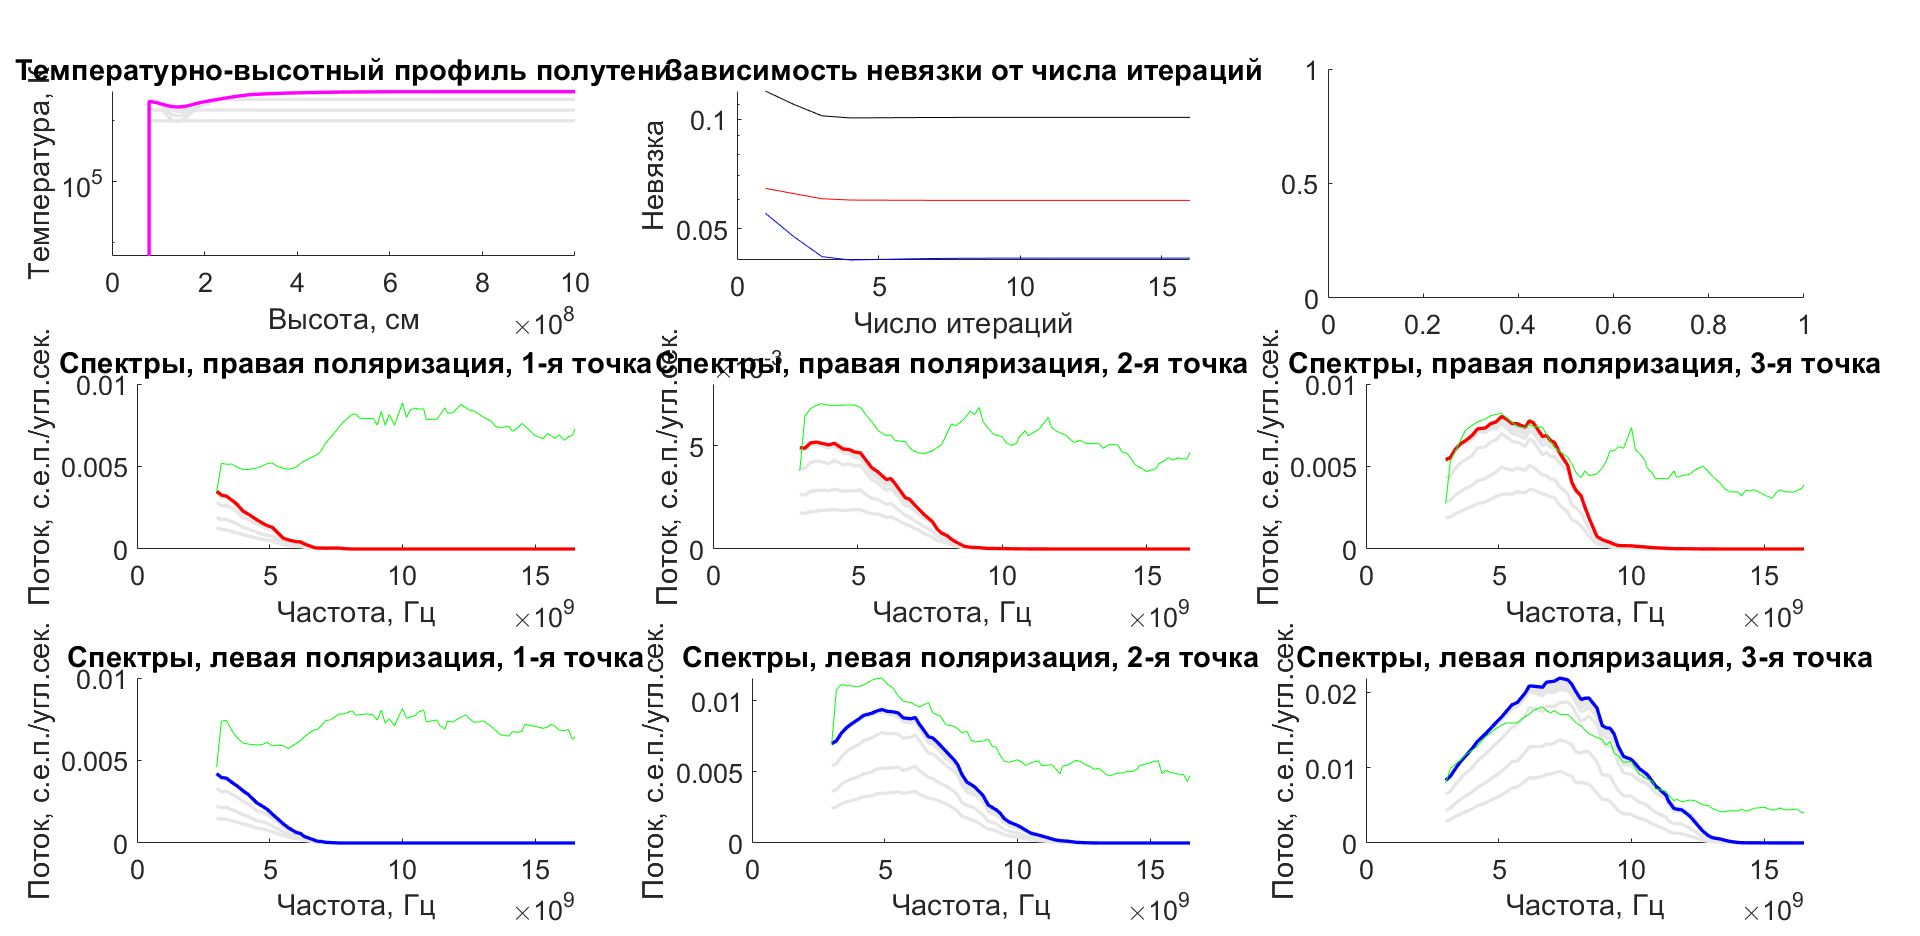 Температурно-высотный профиль полутени
Температура, К
10^5
0 2 4 6 8 10
Высота, см
×10^8
Зависимость невязки от числа итераций
Невязка
0.1
0.05
0 5 10 15
Число итераций
1
0.5
0
0 0.2 0.4 0.6 0.8 1
Спектры, правая поляризация, 1-я точка
Поток, с.е.п./угл.сек.
0.01
0.005
0
0 5 10 15
Частота, Гц
×10^9
Спектры, правая поляризация, 2-я точка
×10^-3
Поток, с.е.п./угл.сек.
5
0
0 5 10 15
Частота, Гц
×10^9
Спектры, правая поляризация, 3-я точка
Поток, с.е.п./угл.сек.
0.01
0.005
0
0 5 10 15
Частота, Гц
×10^9
Спектры, левая поляризация, 1-я точка
Поток, с.е.п./угл.сек.
0.01
0.005
0
0 5 10 15
Частота, Гц
×10^9
Спектры, левая поляризация, 2-я точка
Поток, с.е.п./угл.сек.
0.01
0.005
0
0 5 10 15
Частота, Гц
×10^9
Спектры, левая поляризация, 3-я точка
Поток, с.е.п./угл.сек.
0.02
0.01
0
0 5 10 15
Частота, Гц
×10^9